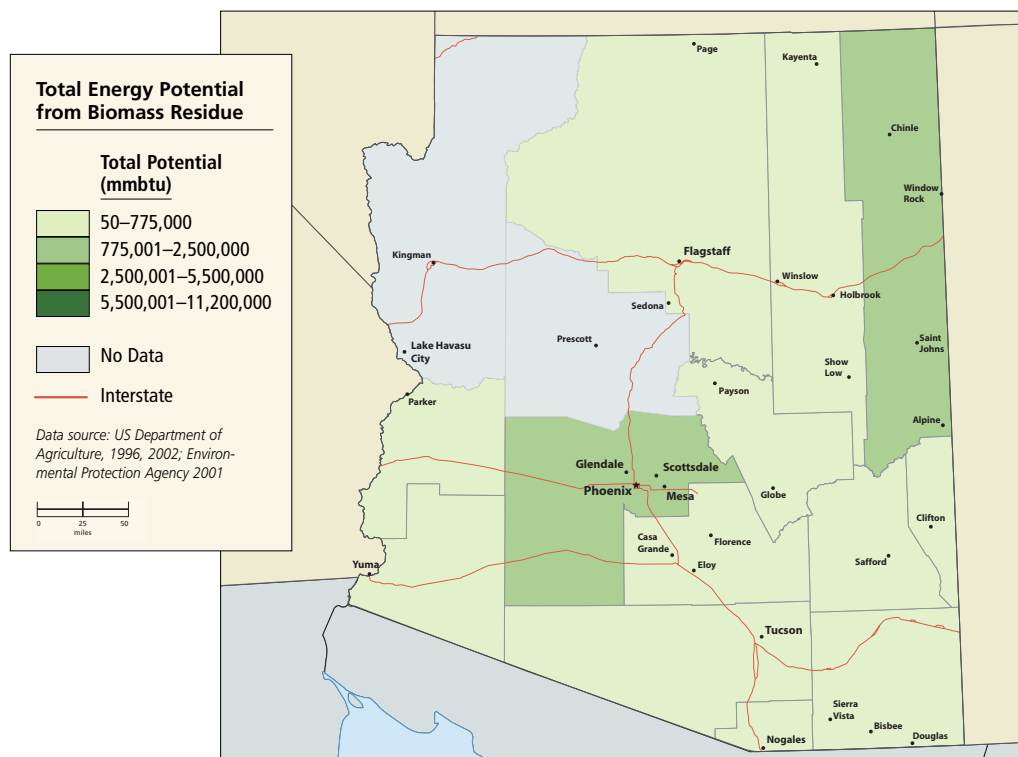 Total Energy Potential
from Biomass Residue
Total Potential
(mmbtu)
50–775,000
775,001–2,500,000
2,500,001–5,500,000
5,500,001–11,200,000
No Data
Interstate
Data source: US Department of
Agriculture, 1996, 2002; Environ-
mental Protection Agency 2001
0 25 50
miles
Page
Kayenta
Chinle
Window
Rock
Kingman
Flagstaff
Winslow
Holbrook
Sedona
Prescott
Lake Havasu
City
Saint
Johns
Show
Low
Payson
Parker
Alpine
Glendale
Scottsdale
Phoenix
Mesa
Globe
Clifton
Casa
Grande
Florence
Safford
Eloy
Yuma
Tucson
Sierra
Vista
Bisbee
Nogales
Douglas